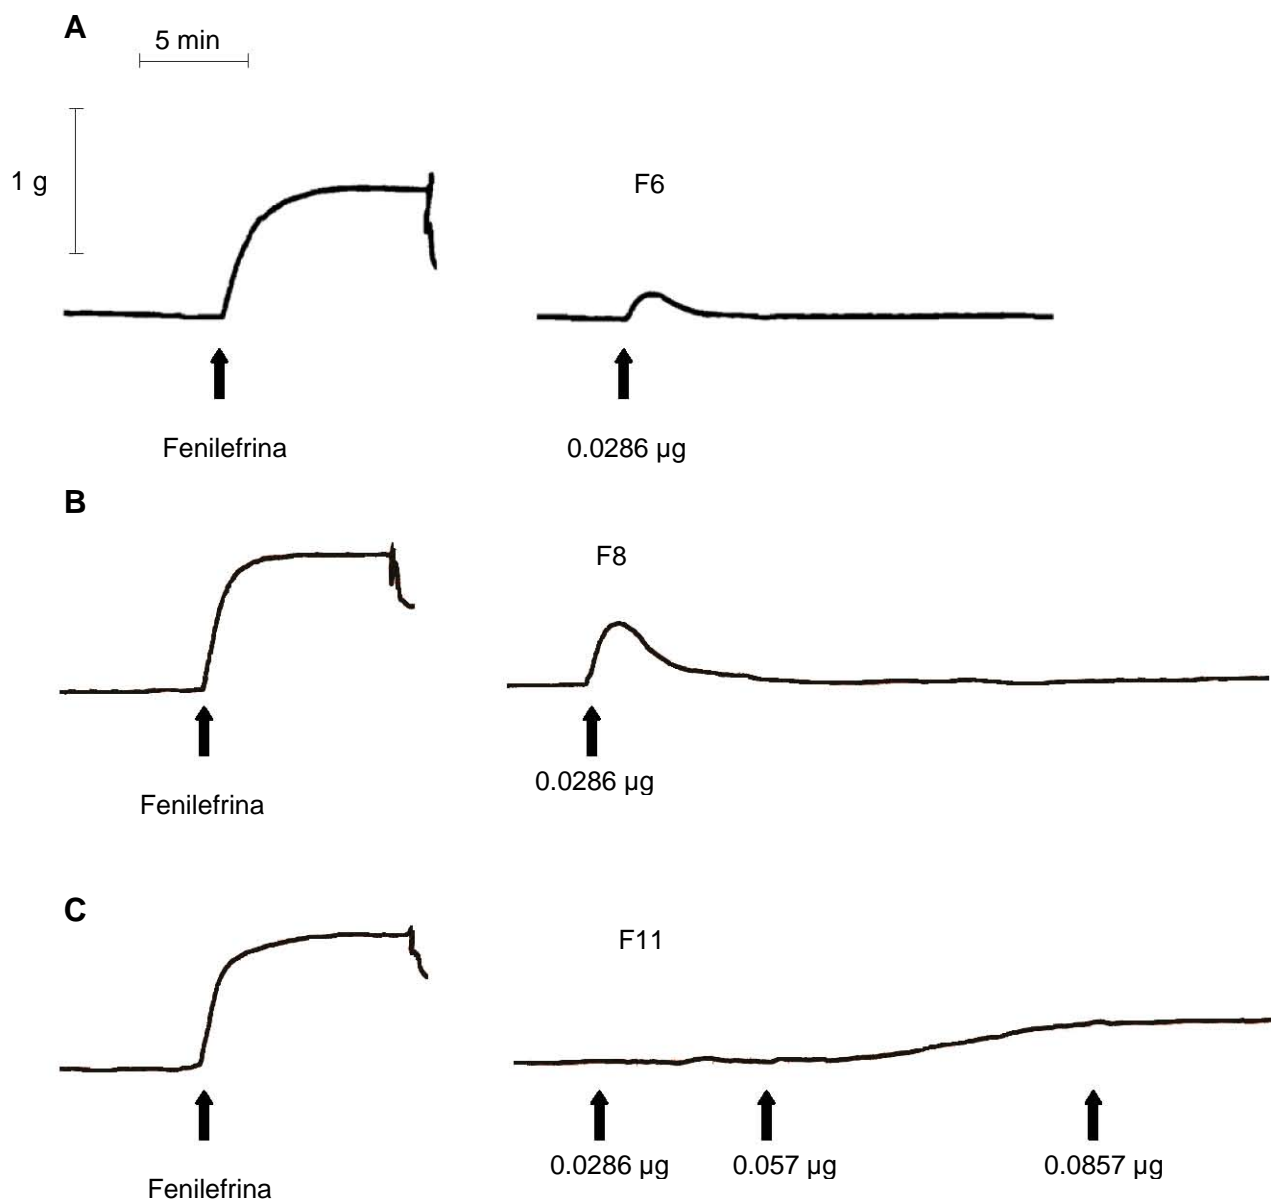 A
5 min
1 g
F6
Fenilefrina
0.0286 µg
B
F8
0.0286 µg
Fenilefrina
C
F11
0.0286 µg 0.057 µg 0.0857 µg
Fenilefrina